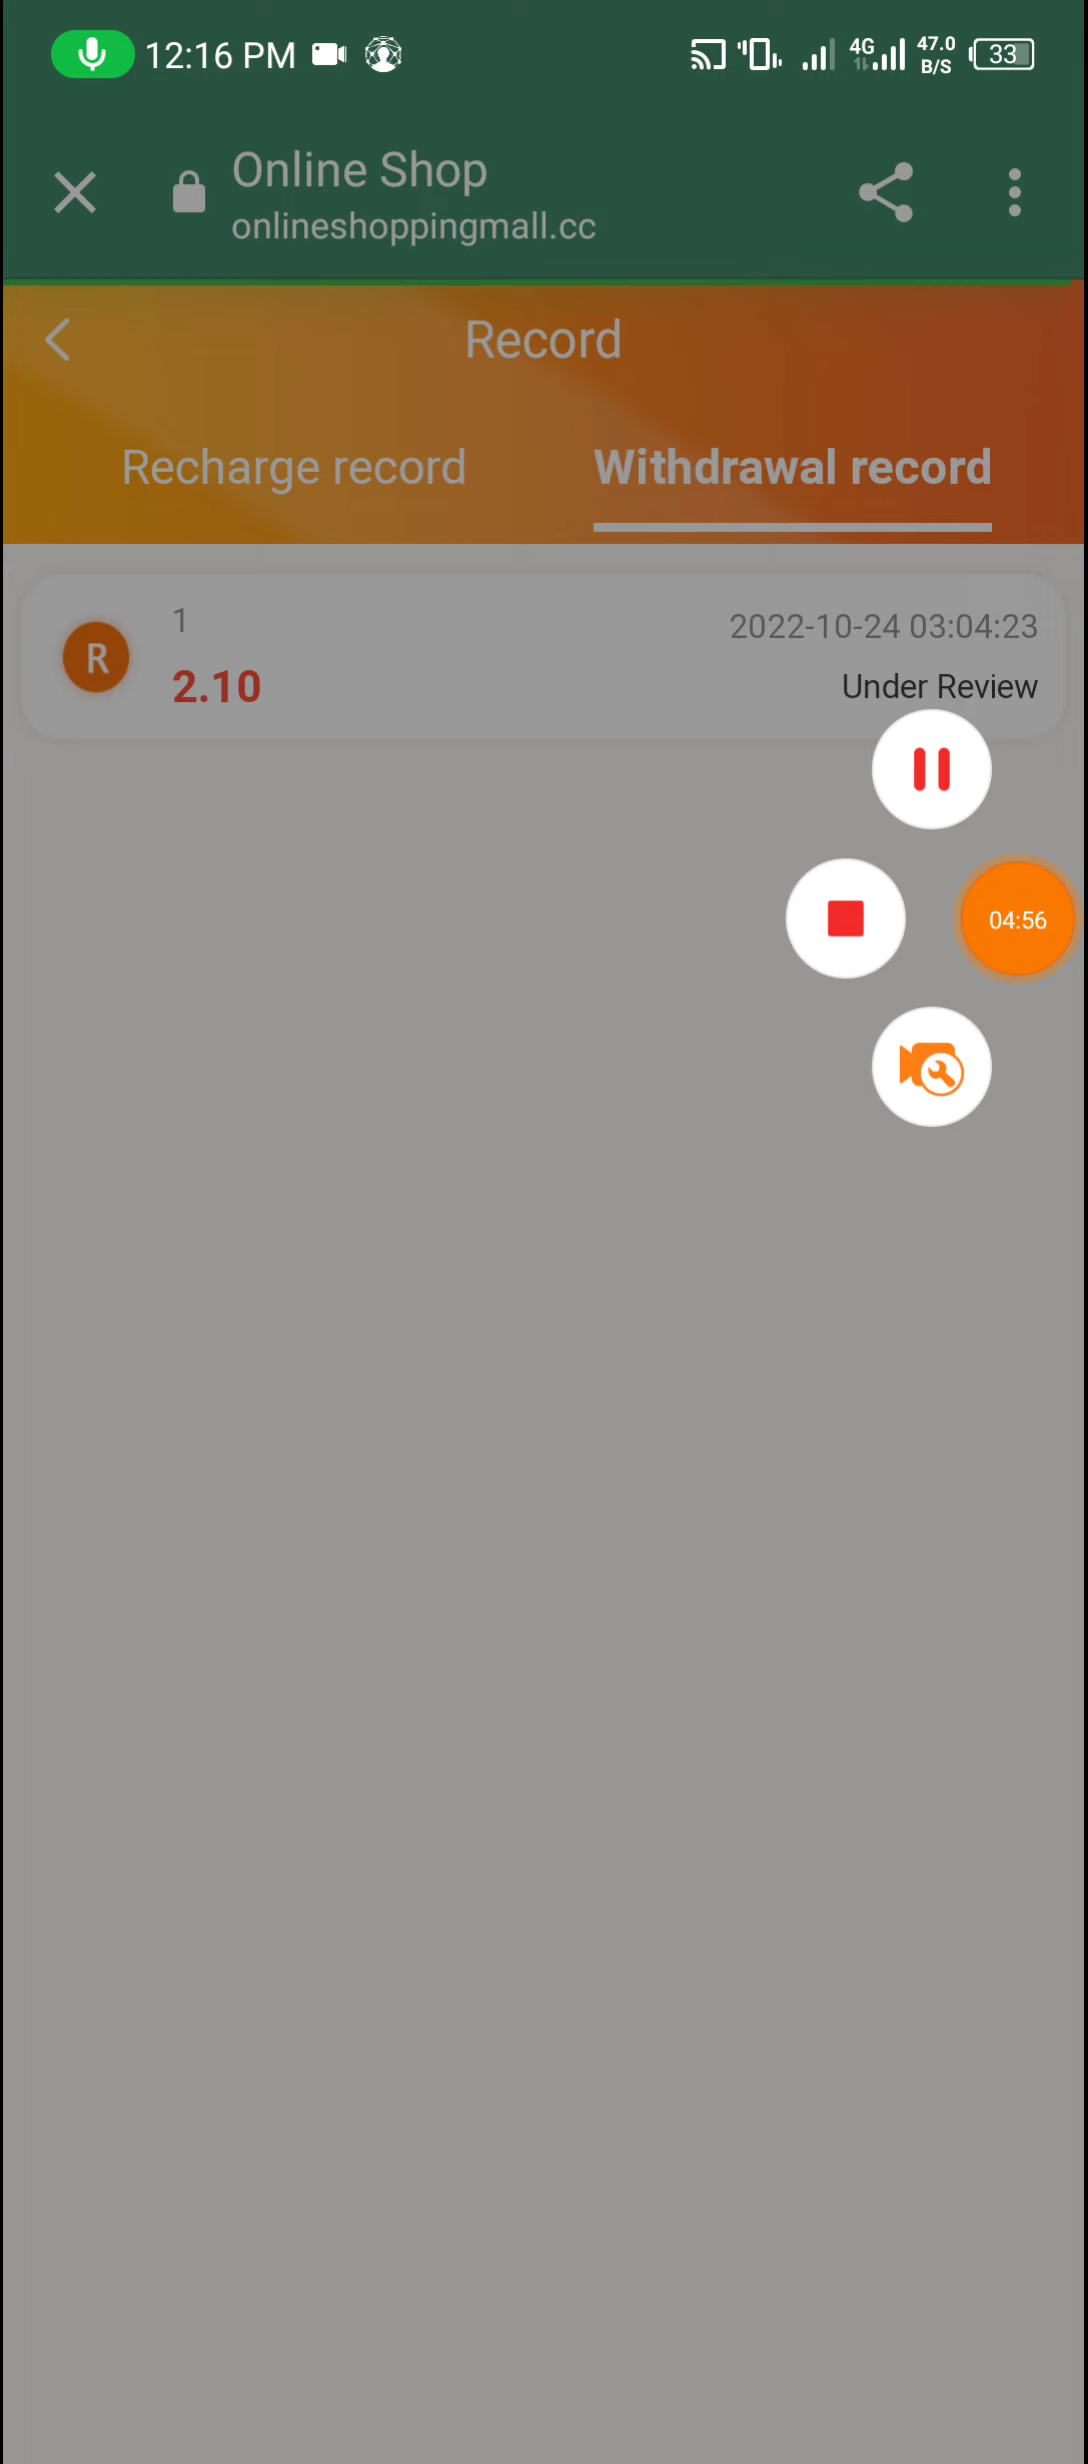 12:16 PM
4G
47.0
B/S
33
Online Shop
onlineshoppingmall.cc
Record
Recharge record
Withdrawal record
1
2022-10-24 03:04:23
R
2.10
Under Review
04:56